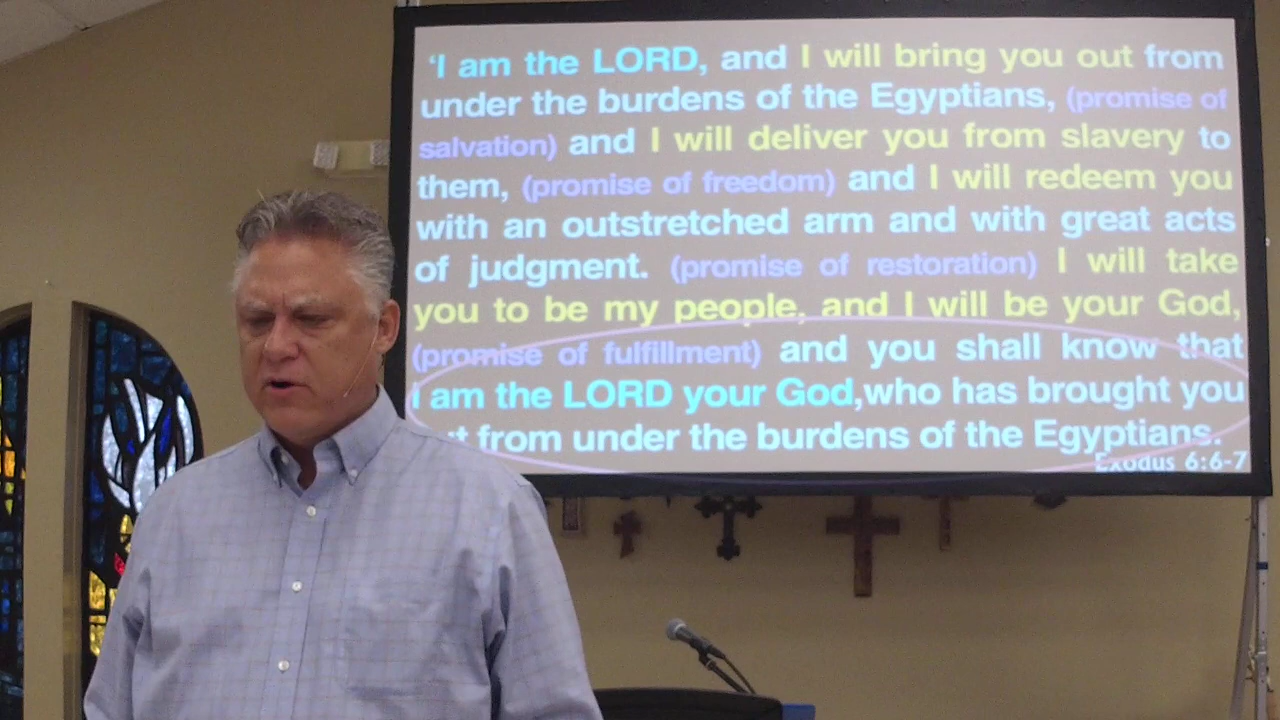 ‘I am the LORD, and I will bring you out from
under the burdens of the Egyptians, (promise of
salvation) and I will deliver you from slavery to
them, (promise of freedom) and I will redeem you
with an outstretched arm and with great acts
of judgment. (promise of restoration) I will take
you to be my people, and I will be your God,
(promise of fulfillment) and you shall know that
I am the LORD your God,who has brought you
from under the burdens of the Egyptians.
Exodus 6:6-7